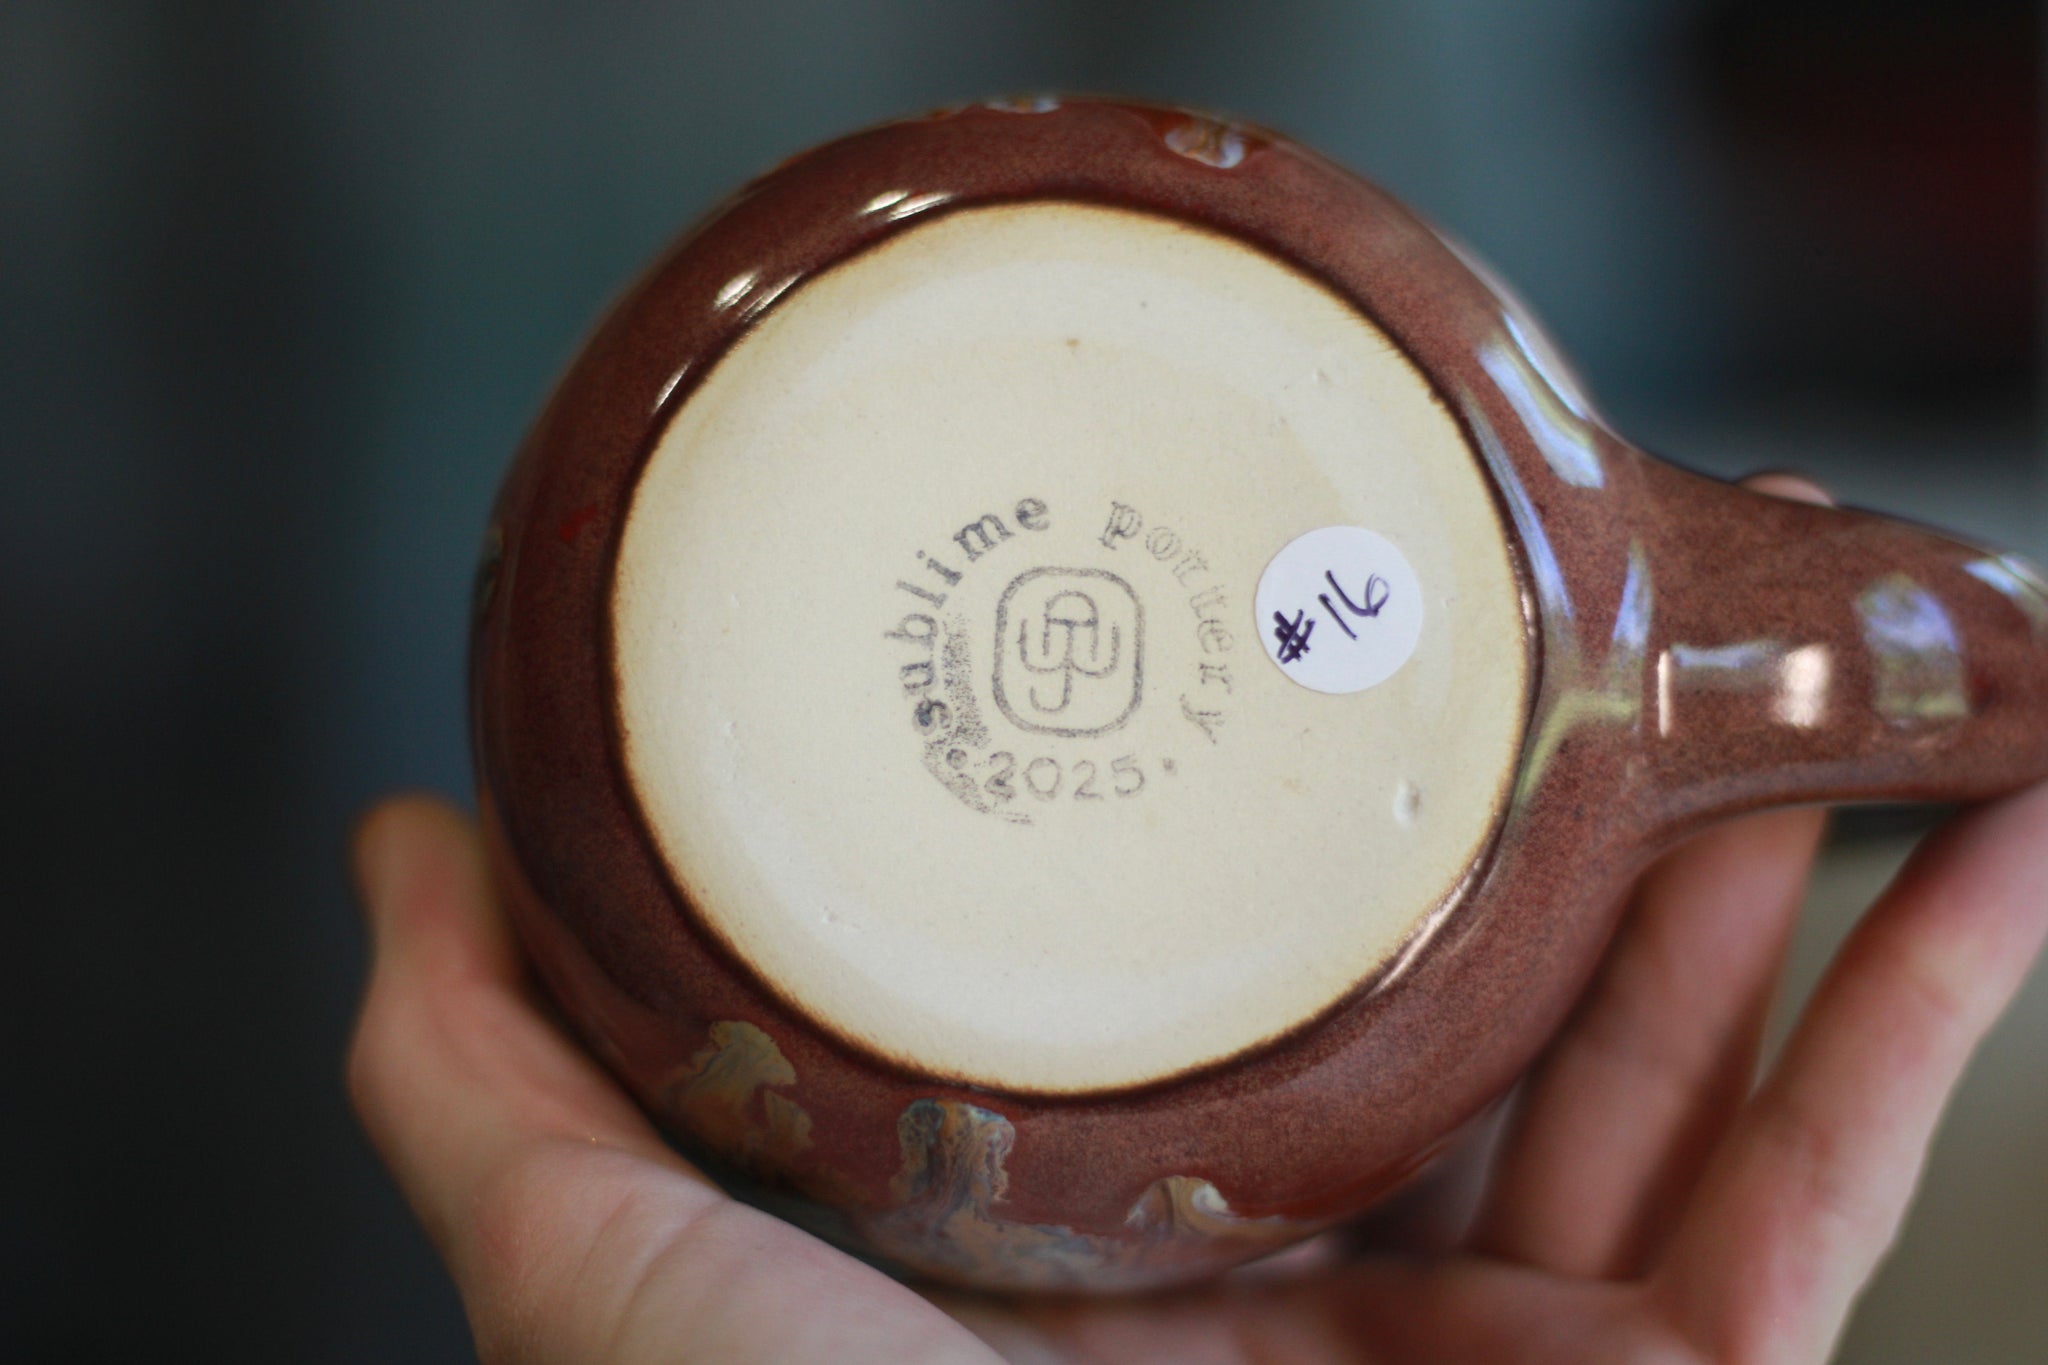 sublime pottery
• 2025 •
#16